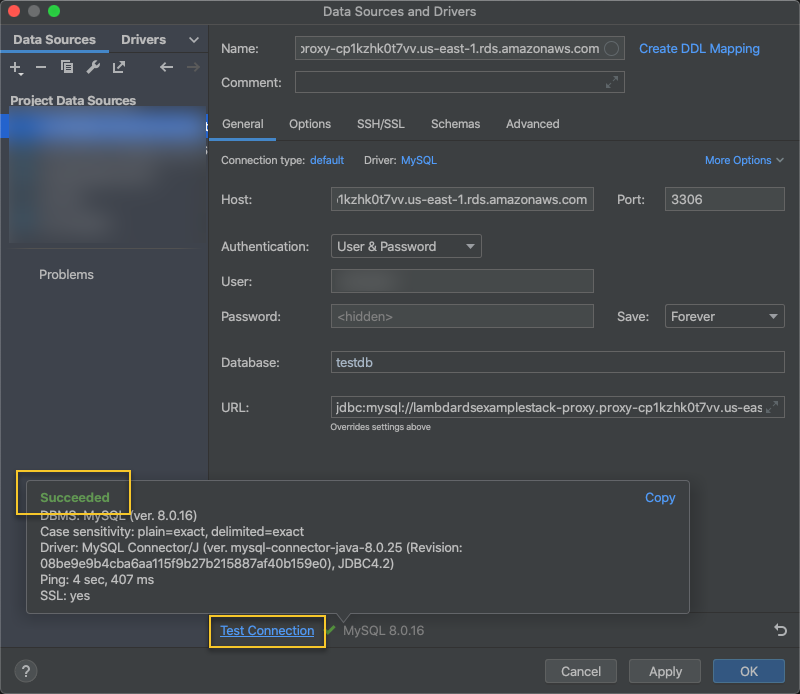 Data Sources and Drivers
Data Sources
Drivers
Project Data Sources
Problems
Name:
proxy-cp1kzhk0t7vv.us-east-1.rds.amazonaws.com
Create DDL Mapping
Comment:
General
Options
SSH/SSL
Schemas
Advanced
Connection type: default
Driver: MySQL
More Options
Host:
1kzhk0t7vv.us-east-1.rds.amazonaws.com
Port:
3306
Authentication:
User & Password
User:
Password:
<hidden>
Save:
Forever
Database:
testdb
URL:
jdbc:mysql://lambdardsexamplestack-proxy.proxy-cp1kzhk0t7vv.us-eas
Overrides settings above
Succeeded
Copy
DBMS: MySQL (ver. 8.0.16)
Case sensitivity: plain=exact, delimited=exact
Driver: MySQL Connector/J (ver. mysql-connector-java-8.0.25 (Revision:
08be9e9b4cba6aa115f9b27b215887af40b159e0), JDBC4.2)
Ping: 4 sec, 407 ms
SSL: yes
Test Connection
MySQL 8.0.16
?
Cancel
Apply
OK